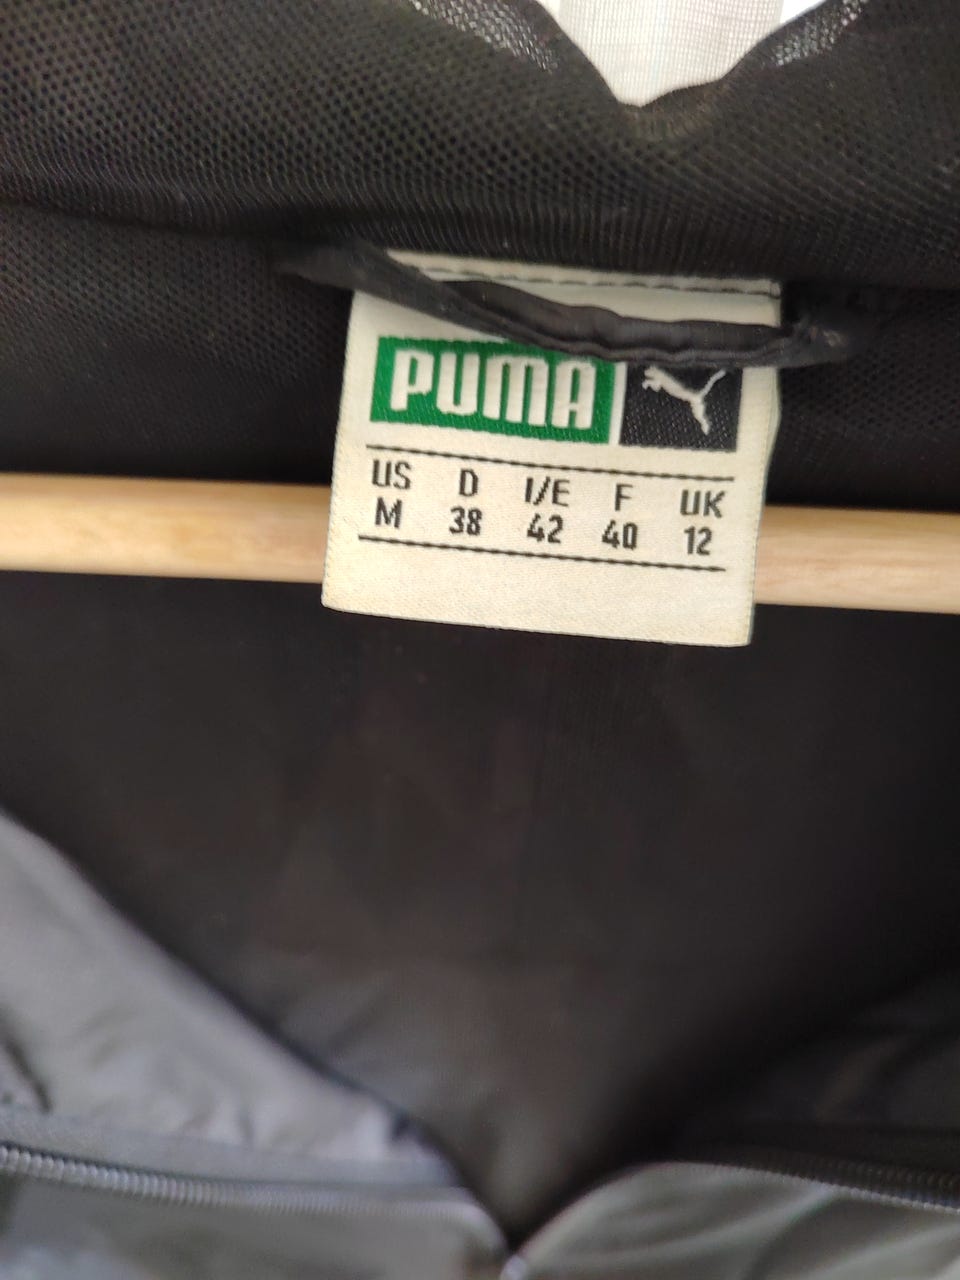 PUMA
US D I/E F UK
M 38 42 40 12